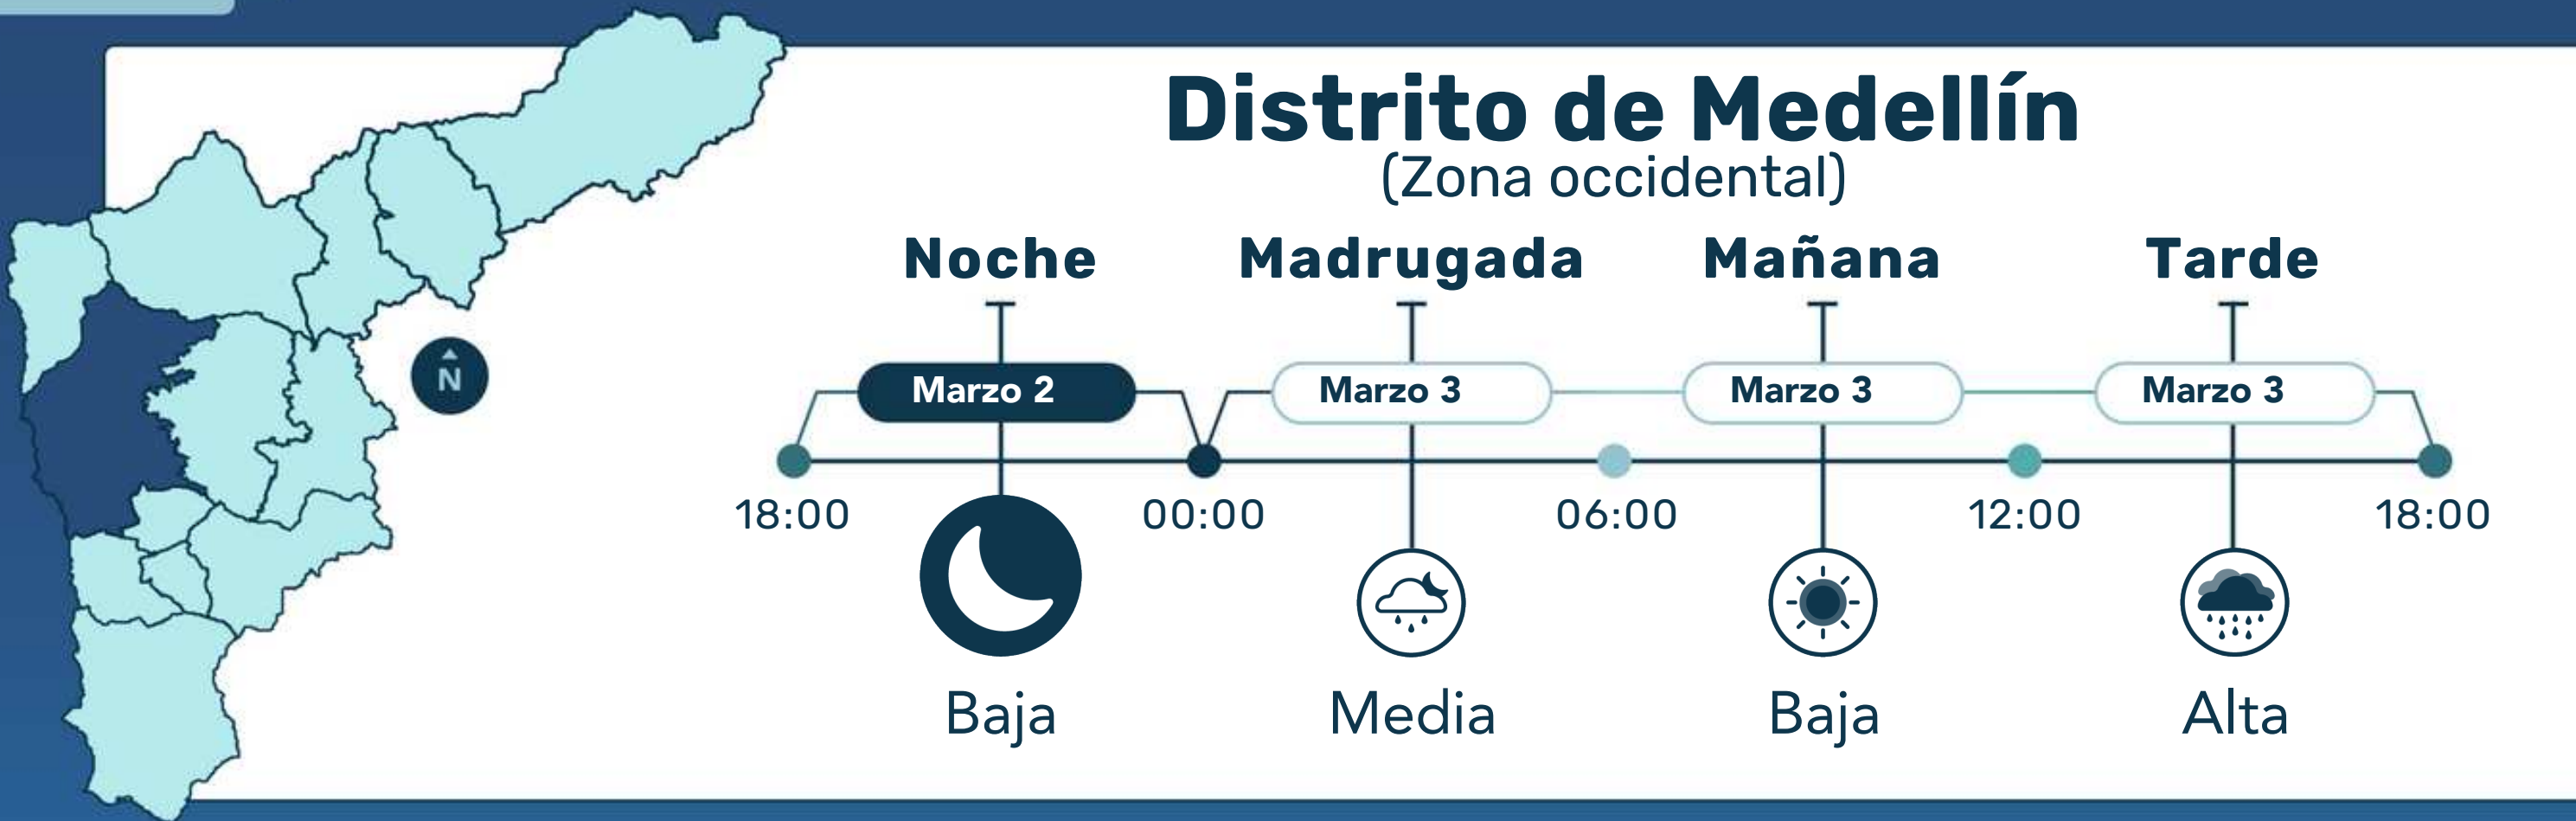 Distrito de Medellín
(Zona occidental)
Noche Madrugada Mañana Tarde
Marzo 2 Marzo 3 Marzo 3 Marzo 3
N
18:00 00:00 06:00 12:00 18:00
Baja Media Baja Alta